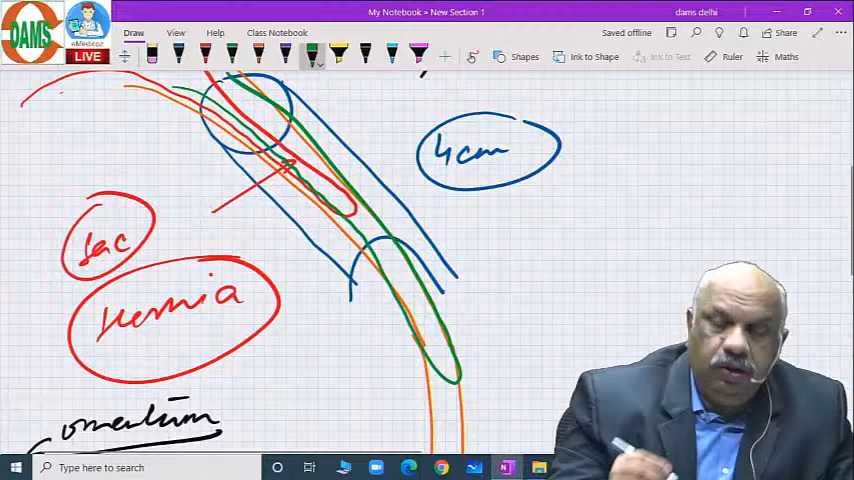 My Notebook = New Section 1
dams delhi
DAMS
eMedicoz
LIVE
Draw
View
Help
Class Notebook
Saved offline
Share
Shapes
Ink to Shape
Ink to Text
Ruler
Maths
4cm
Sac
Hernia
omentum
Type here to search